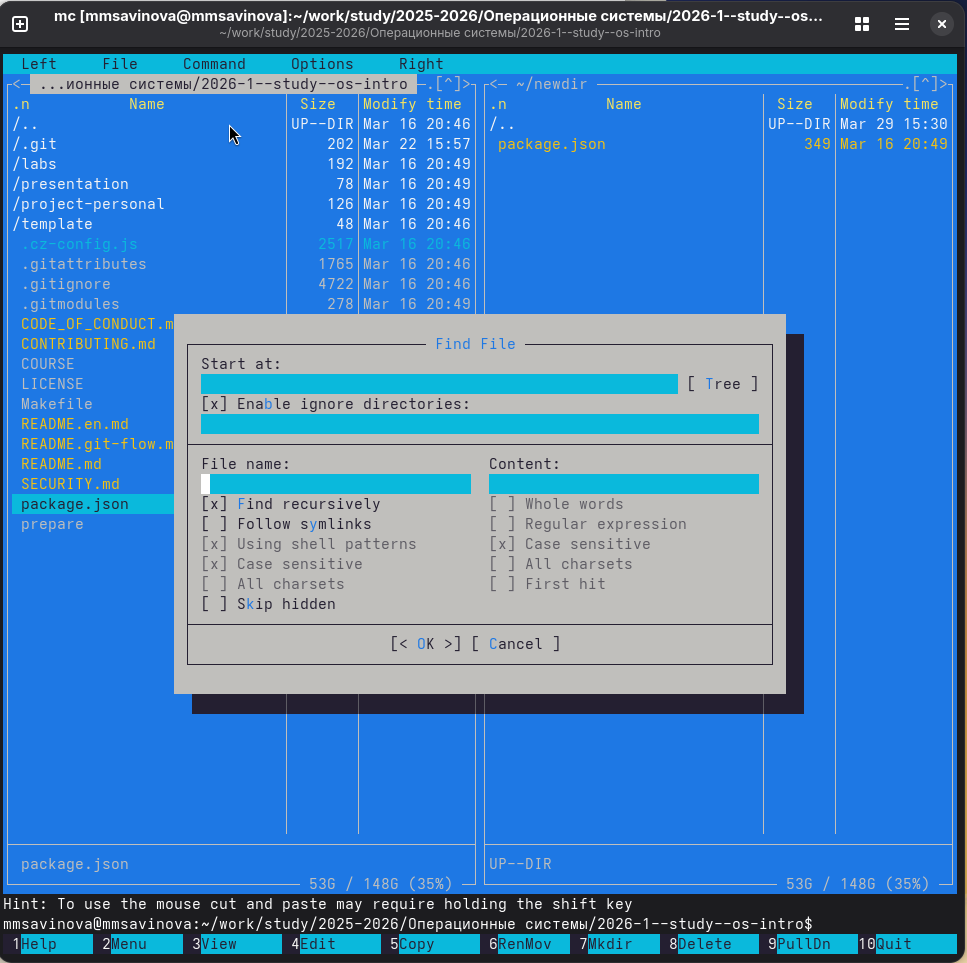 mc [mmsavinova@mmsavinova]:~/work/study/2025-2026/Операционные системы/2026-1--study--os...
~/work/study/2025-2026/Операционные системы/2026-1--study--os-intro
Left File Command Options Right
<— ...ионные системы/2026-1--study--os-intro —.[^]> <— ~/newdir —.[^]>
.n Name Size Modify time .n Name Size Modify time
/.. UP--DIR Mar 16 20:46 /.. UP--DIR Mar 29 15:30
/.git 202 Mar 22 15:57 package.json 349 Mar 16 20:49
/labs 192 Mar 16 20:49
/presentation 78 Mar 16 20:49
/project-personal 126 Mar 16 20:49
/template 48 Mar 16 20:46
.cz-config.js 2517 Mar 16 20:46
.gitattributes 1765 Mar 16 20:46
.gitignore 4722 Mar 16 20:46
.gitmodules 278 Mar 16 20:49
CODE_OF_CONDUCT.m
CONTRIBUTING.md Find File
COURSE Start at:
LICENSE [ Tree ]
Makefile [x] Enable ignore directories:
README.en.md
README.git-flow.m
README.md File name: Content:
SECURITY.md
package.json [x] Find recursively [ ] Whole words
prepare [ ] Follow symlinks [ ] Regular expression
[x] Using shell patterns [x] Case sensitive
[x] Case sensitive [ ] All charsets
[ ] All charsets [ ] First hit
[ ] Skip hidden
[< OK >] [ Cancel ]
package.json UP--DIR
53G / 148G (35%) 53G / 148G (35%)
Hint: To use the mouse cut and paste may require holding the shift key
mmsavinova@mmsavinova:~/work/study/2025-2026/Операционные системы/2026-1--study--os-intro$
1Help 2Menu 3View 4Edit 5Copy 6RenMov 7Mkdir 8Delete 9PullDn 10Quit